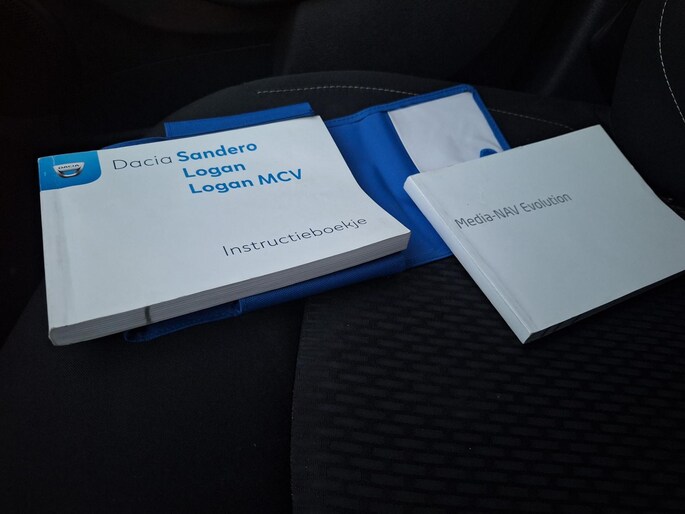 Dacia Sandero
Logan
Logan MCV
Instructieboekje
Media-NAV Evolution